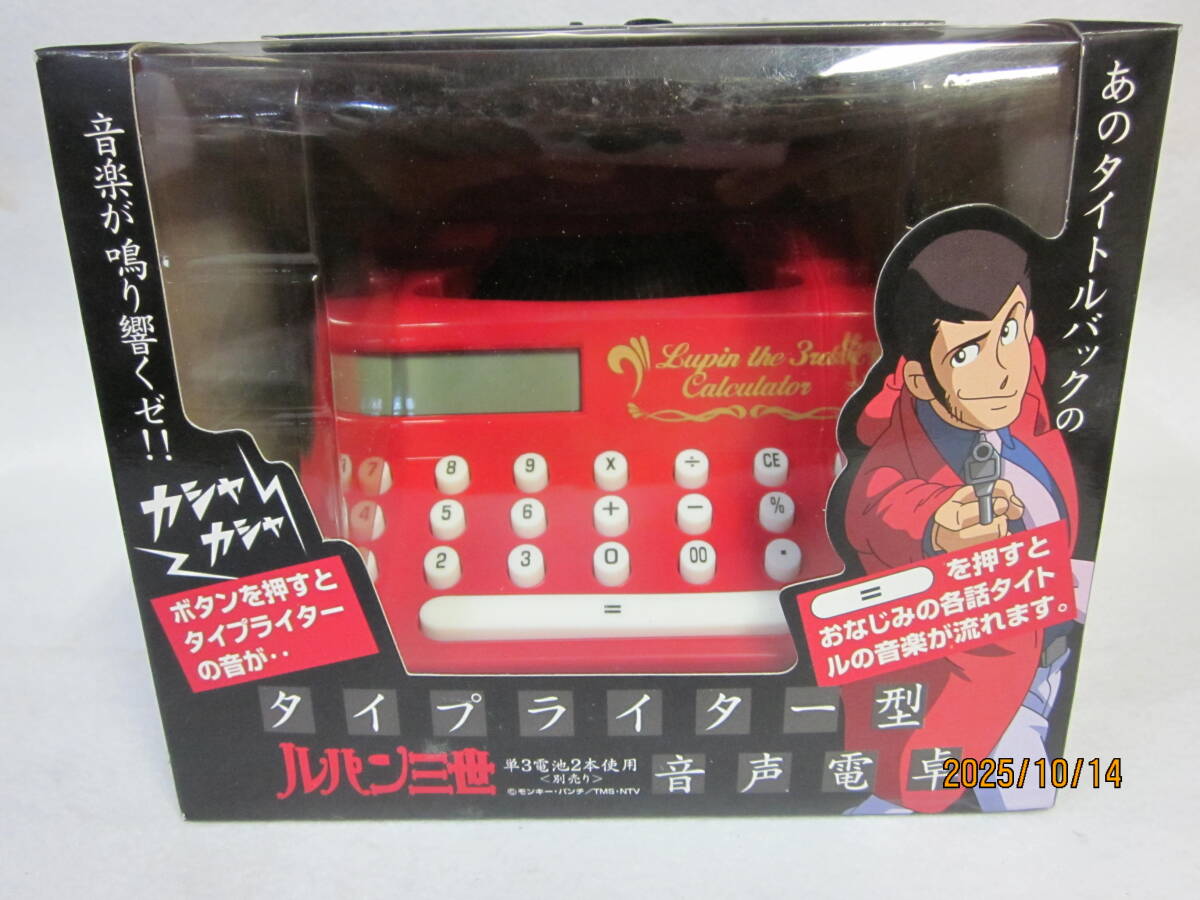 あのタイトルバックの
音楽が鳴り響くゼ!!
カシャ
カシャ
ボタンを押すと
タイプライター
の音が‥
Lupin the 3rd
Calculator
7 8 9 X ÷ CE
4 5 6 + − %
2 3 0 00 ・
=
= を押すと
おなじみの各話タイト
ルの音楽が流れます。
タイプライター型
音声電卓
ルパン三世
単3電池2本使用
<別売り>
©モンキー・パンチ/TMS・NTV
2025/10/14